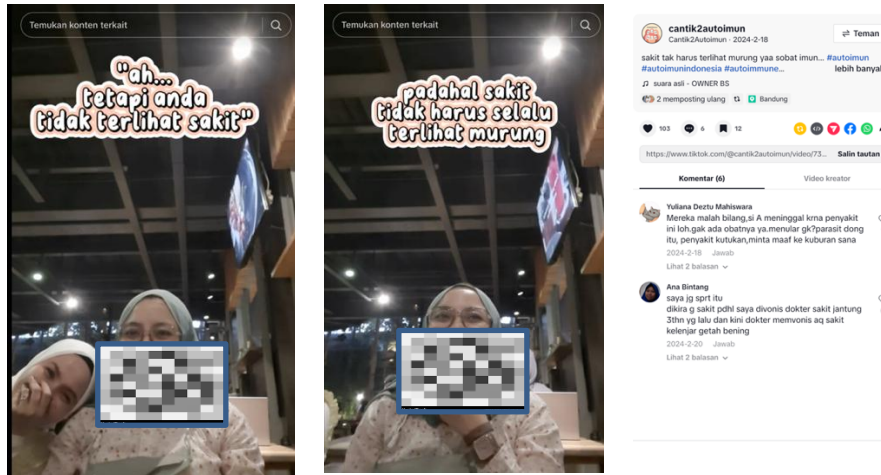 Temukan konten terkait
"ah...
tetapi anda
tidak terlihat sakit"
Temukan konten terkait
padahal sakit
tidak harus selalu
terlihat murung
cantik2autoimun
Cantik2Autoimun · 2024-2-18
Teman
sakit tak harus terlihat murung yaa sobat imun... #autoimun
#autoimunindonesia #autoimmune...
lebih banyak
suara asli - OWNER BS
2 memposting ulang
Bandung
103
6
12
https://www.tiktok.com/@cantik2autoimun/video/73...
Salin tautan
Komentar (6)
Video kreator
Yuliana Deztu Mahiswara
Mereka malah bilang,si A meninggal krna penyakit
ini loh.gak ada obatnya ya.menular gk?parasit dong
itu, penyakit kutukan,minta maaf ke kuburan sana
2024-2-18 Jawab
Lihat 2 balasan
Ana Bintang
saya jg sprt itu
dikira g sakit pdhl saya divonis dokter sakit jantung
3thn yg lalu dan kini dokter memvonis aq sakit
kelenjar getah bening
2024-2-20 Jawab
Lihat 2 balasan